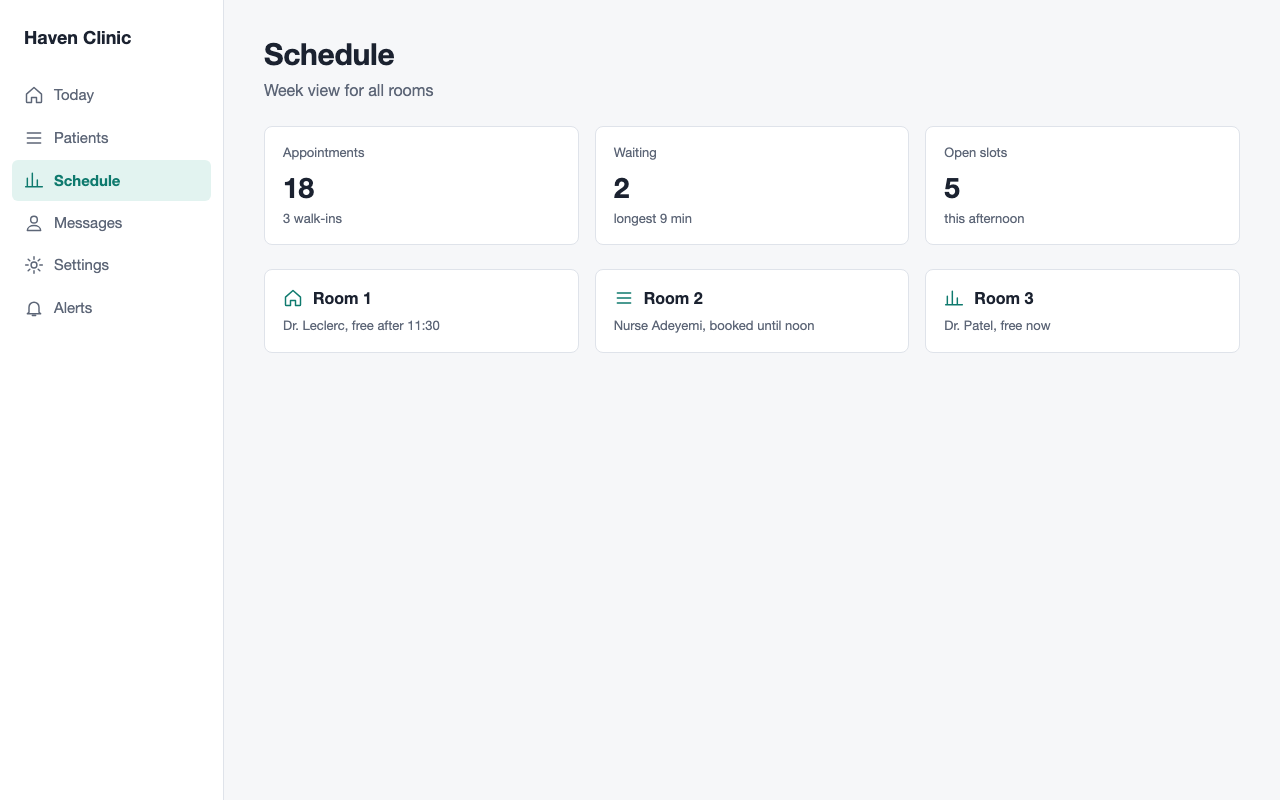 Haven Clinic
Today
Patients
Schedule
Messages
Settings
Alerts
Schedule
Week view for all rooms
Appointments
18
3 walk-ins
Waiting
2
longest 9 min
Open slots
5
this afternoon
Room 1
Dr. Leclerc, free after 11:30
Room 2
Nurse Adeyemi, booked until noon
Room 3
Dr. Patel, free now